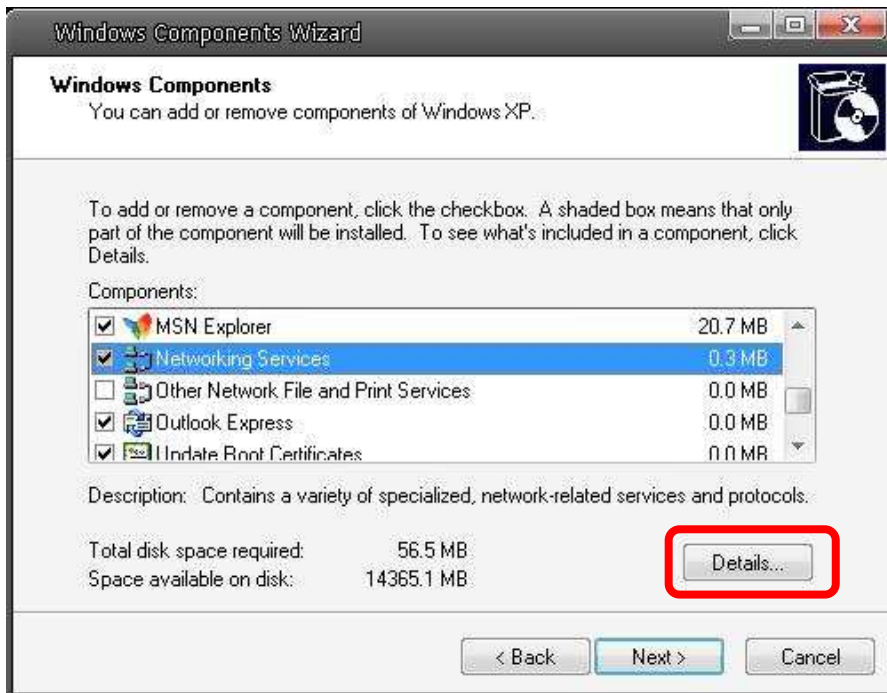 Windows Components Wizard
Windows Components
You can add or remove components of Windows XP.
To add or remove a component, click the checkbox. A shaded box means that only
part of the component will be installed. To see what's included in a component, click
Details.
Components:
MSN Explorer 20.7 MB
Networking Services 0.3 MB
Other Network File and Print Services 0.0 MB
Outlook Express 0.0 MB
Update Root Certificates 0.0 MB
Description: Contains a variety of specialized, network-related services and protocols.
Total disk space required: 56.5 MB
Space available on disk: 14365.1 MB
Details...
< Back Next > Cancel